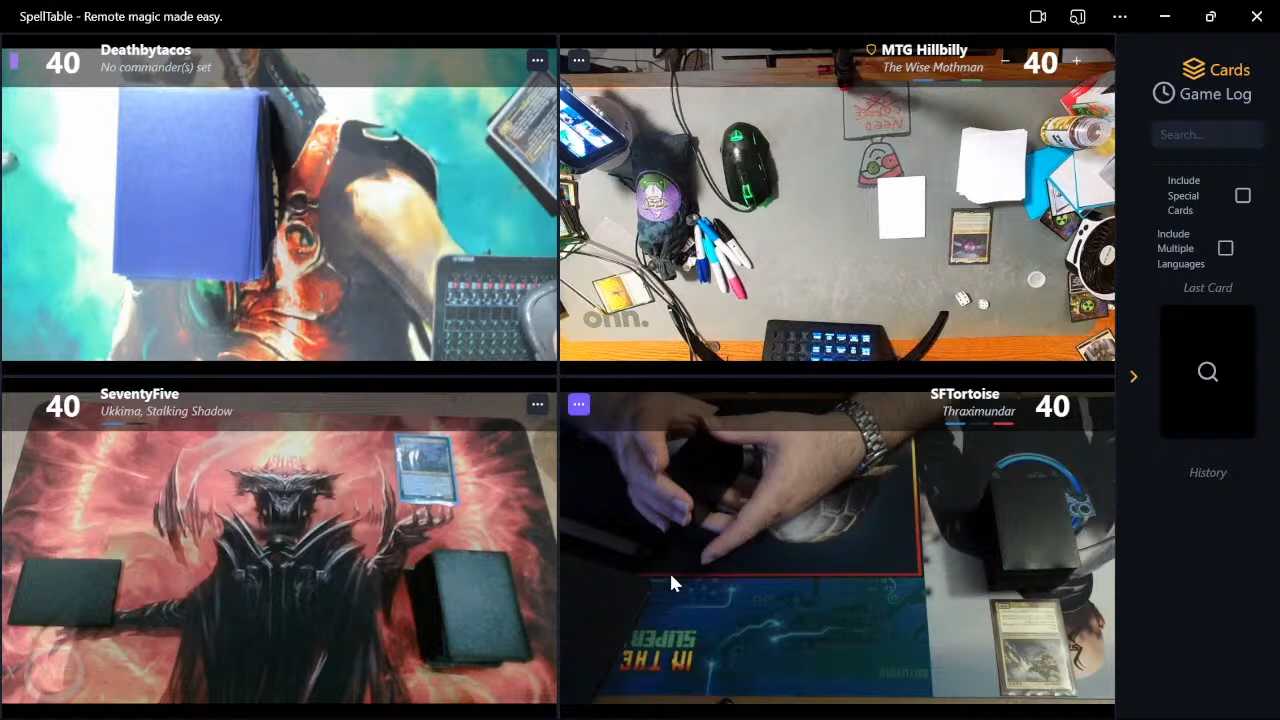 SpellTable - Remote magic made easy.
40
Deathbytacos
No commander(s) set
MTG Hillbilly
The Wise Mothman
40
NEED
onn.
40
SeventyFive
Ukkima, Stalking Shadow
SFTortoise
Thraximundar
40
IN THE
SUPER
Cards
Game Log
Search...
Include
Special
Cards
Include
Multiple
Languages
Last Card
History